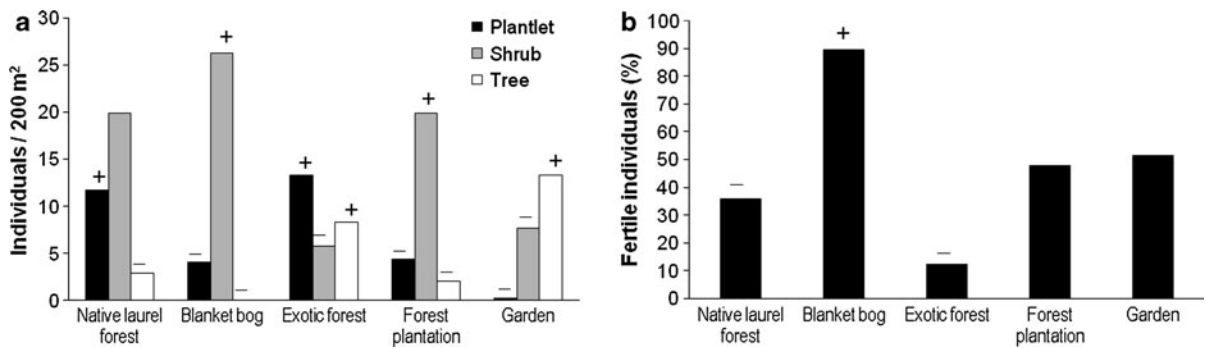 a
Individuals / 200 m²
30
25
20
15
10
5
0
Plantlet
Shrub
Tree
+
–
+
–
–
+
–
+
–
+
–
–
–
+
Native laurel
forest
Blanket bog
Exotic forest
Forest
plantation
Garden
b
Fertile individuals (%)
100
90
80
70
60
50
40
30
20
10
0
–
+
–
Native laurel
forest
Blanket bog
Exotic forest
Forest
plantation
Garden